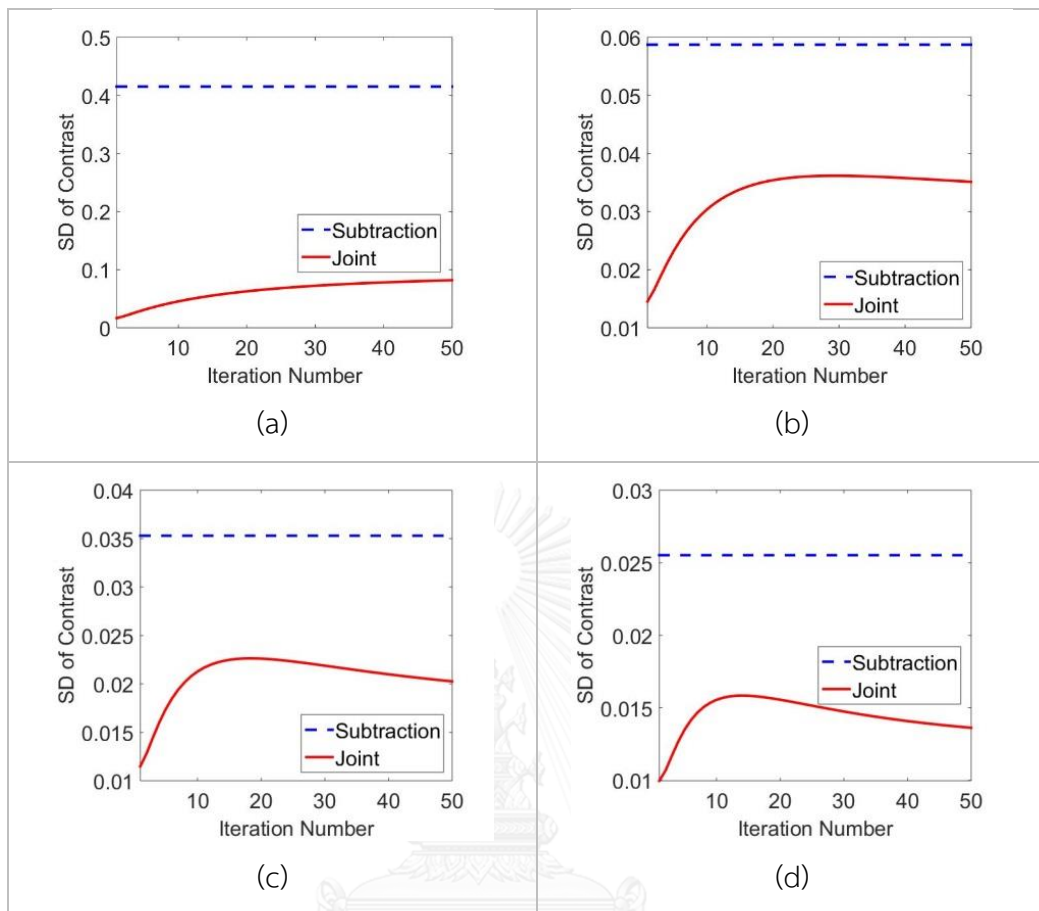 0.5
0.4
0.3
0.2
0.1
0
SD of Contrast
Subtraction
Joint
10 20 30 40 50
Iteration Number
(a)
0.06
0.05
0.04
0.03
0.02
0.01
SD of Contrast
Subtraction
Joint
10 20 30 40 50
Iteration Number
(b)
0.04
0.035
0.03
0.025
0.02
0.015
0.01
SD of Contrast
Subtraction
Joint
10 20 30 40 50
Iteration Number
(c)
0.03
0.025
0.02
0.015
0.01
SD of Contrast
Subtraction
Joint
10 20 30 40 50
Iteration Number
(d)